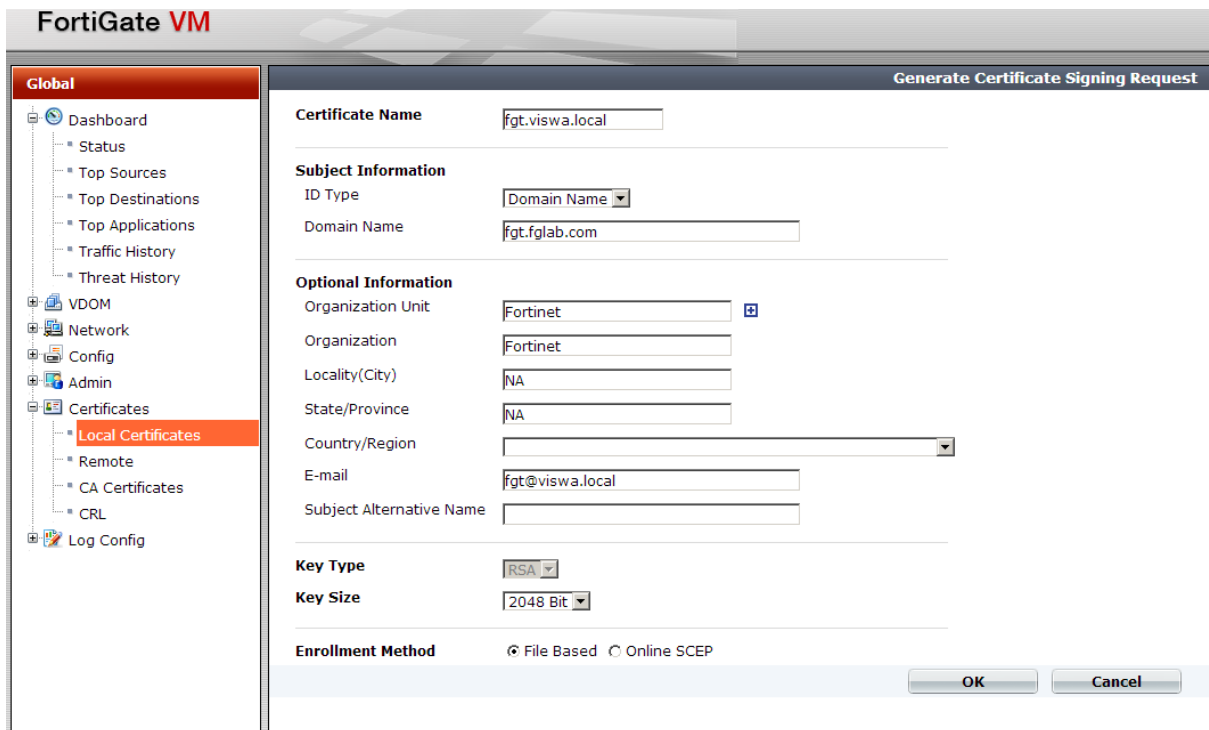 FortiGate VM
Global
Dashboard
Status
Top Sources
Top Destinations
Top Applications
Traffic History
Threat History
VDOM
Network
Config
Admin
Certificates
Local Certificates
Remote
CA Certificates
CRL
Log Config
Generate Certificate Signing Request
Certificate Name fgt.viswa.local
Subject Information
ID Type Domain Name
Domain Name fgt.fglab.com
Optional Information
Organization Unit Fortinet
Organization Fortinet
Locality(City) NA
State/Province NA
Country/Region
E-mail fgt@viswa.local
Subject Alternative Name
Key Type RSA
Key Size 2048 Bit
Enrollment Method File Based Online SCEP
OK Cancel